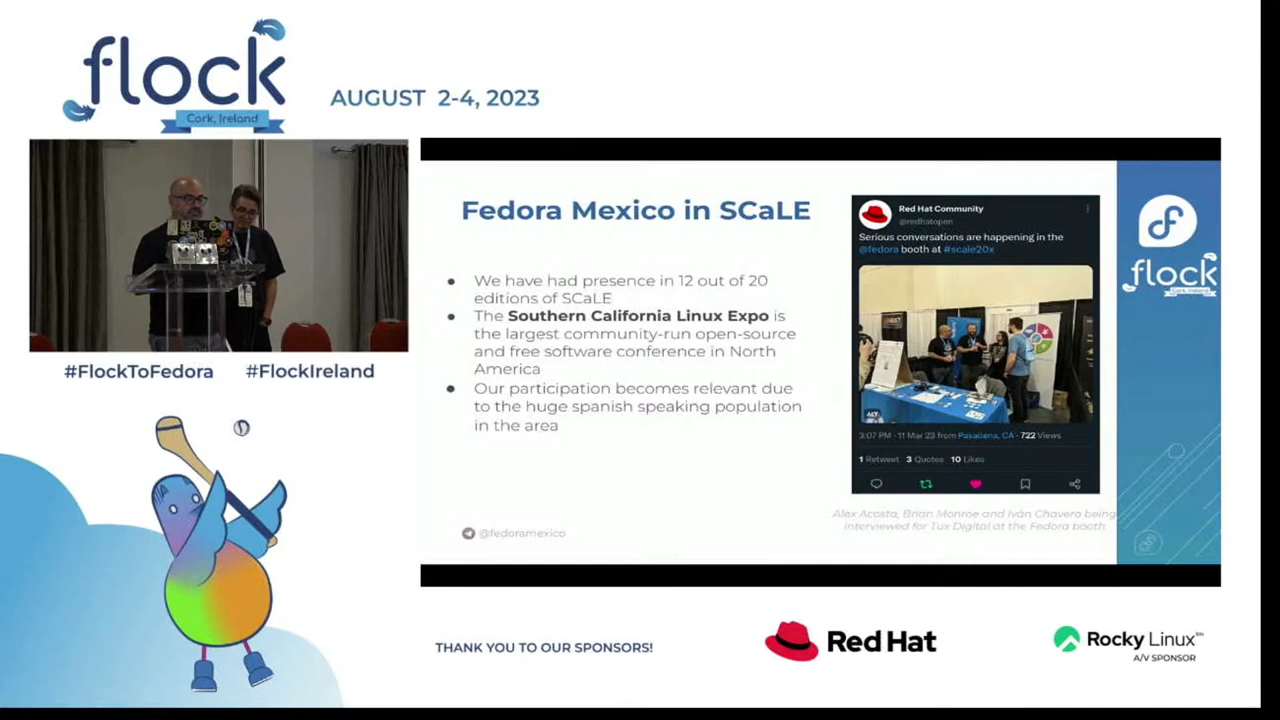 flock
Cork, Ireland
AUGUST 2-4, 2023
#FlockToFedora #FlockIreland
Fedora Mexico in SCaLE
● We have had presence in 12 out of 20
editions of SCaLE
● The Southern California Linux Expo is
the largest community-run open-source
and free software conference in North
America
● Our participation becomes relevant due
to the huge spanish speaking population
in the area
@fedoramexico
Red Hat Community
@redhatopen
Serious conversations are happening in the
@fedora booth at #scale20x
ALT
3:07 PM · 11 Mar 23 from Pasadena, CA · 722 Views
1 Retweet 3 Quotes 10 Likes
Alex Acosta, Brian Monroe and Iván Chavero being
interviewed for Tux Digital at the Fedora booth
flock
Cork, Ireland
THANK YOU TO OUR SPONSORS!
Red Hat
Rocky Linux™
A/V SPONSOR